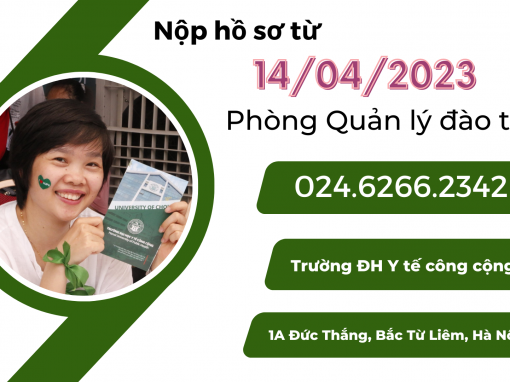 Nộp hồ sơ từ
14/04/2023
Phòng Quản lý đào t
024.6266.2342
Trường ĐH Y tế công cộng
1A Đức Thắng, Bắc Từ Liêm, Hà N